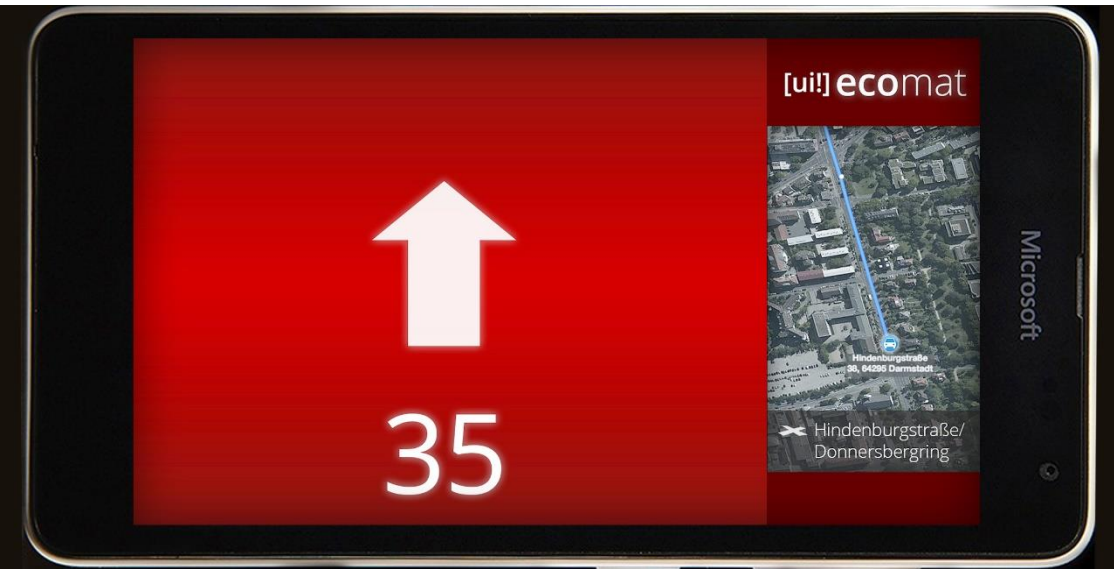 35
[ui!] ecomat
Hindenburgstraße
38, 64295 Darmstadt
Hindenburgstraße/
Donnersbergring
Microsoft